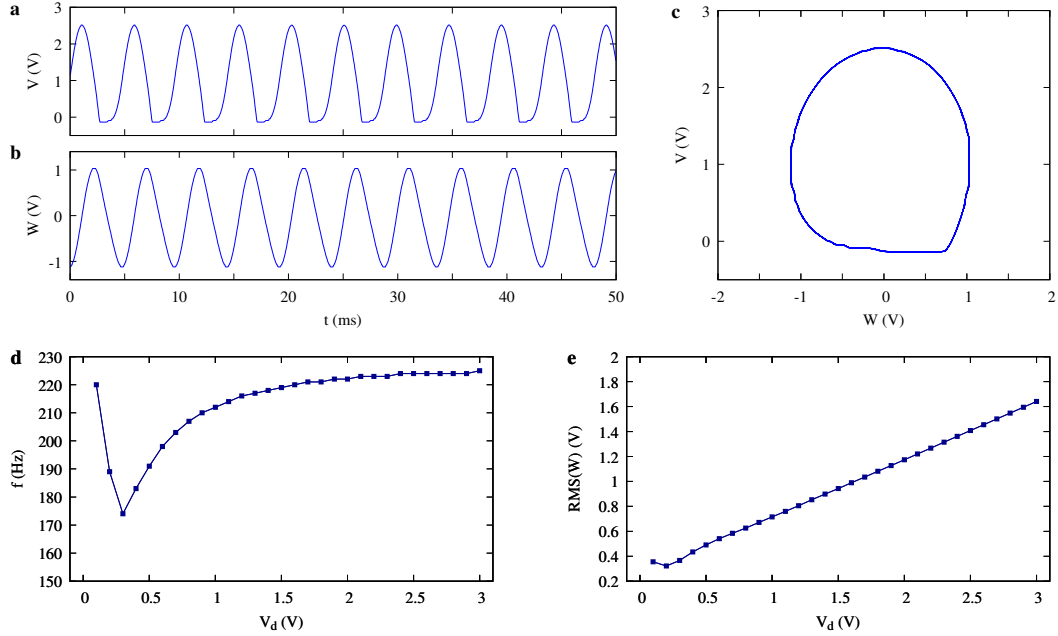 a
3
2
1
0
V (V)
b
1
0
-1
W (V)
0 10 20 30 40 50
t (ms)
c
3
2
1
0
V (V)
-2 -1 0 1 2
W (V)
d
230
220
210
200
190
180
170
160
150
f (Hz)
0 0.5 1 1.5 2 2.5 3
V_d (V)
e
2
1.8
1.6
1.4
1.2
1
0.8
0.6
0.4
0.2
RMS(W) (V)
0 0.5 1 1.5 2 2.5 3
V_d (V)